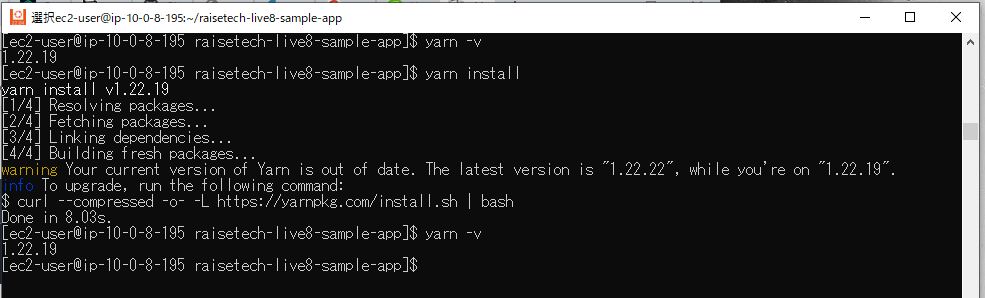 選択ec2-user@ip-10-0-8-195:~/raisetech-live8-sample-app
[ec2-user@ip-10-0-8-195 raisetech-live8-sample-app]$ yarn -v
1.22.19
[ec2-user@ip-10-0-8-195 raisetech-live8-sample-app]$ yarn install
yarn install v1.22.19
[1/4] Resolving packages...
[2/4] Fetching packages...
[3/4] Linking dependencies...
[4/4] Building fresh packages...
warning Your current version of Yarn is out of date. The latest version is "1.22.22", while you're on "1.22.19".
info To upgrade, run the following command:
$ curl --compressed -o- -L https://yarnpkg.com/install.sh | bash
Done in 8.03s.
[ec2-user@ip-10-0-8-195 raisetech-live8-sample-app]$ yarn -v
1.22.19
[ec2-user@ip-10-0-8-195 raisetech-live8-sample-app]$